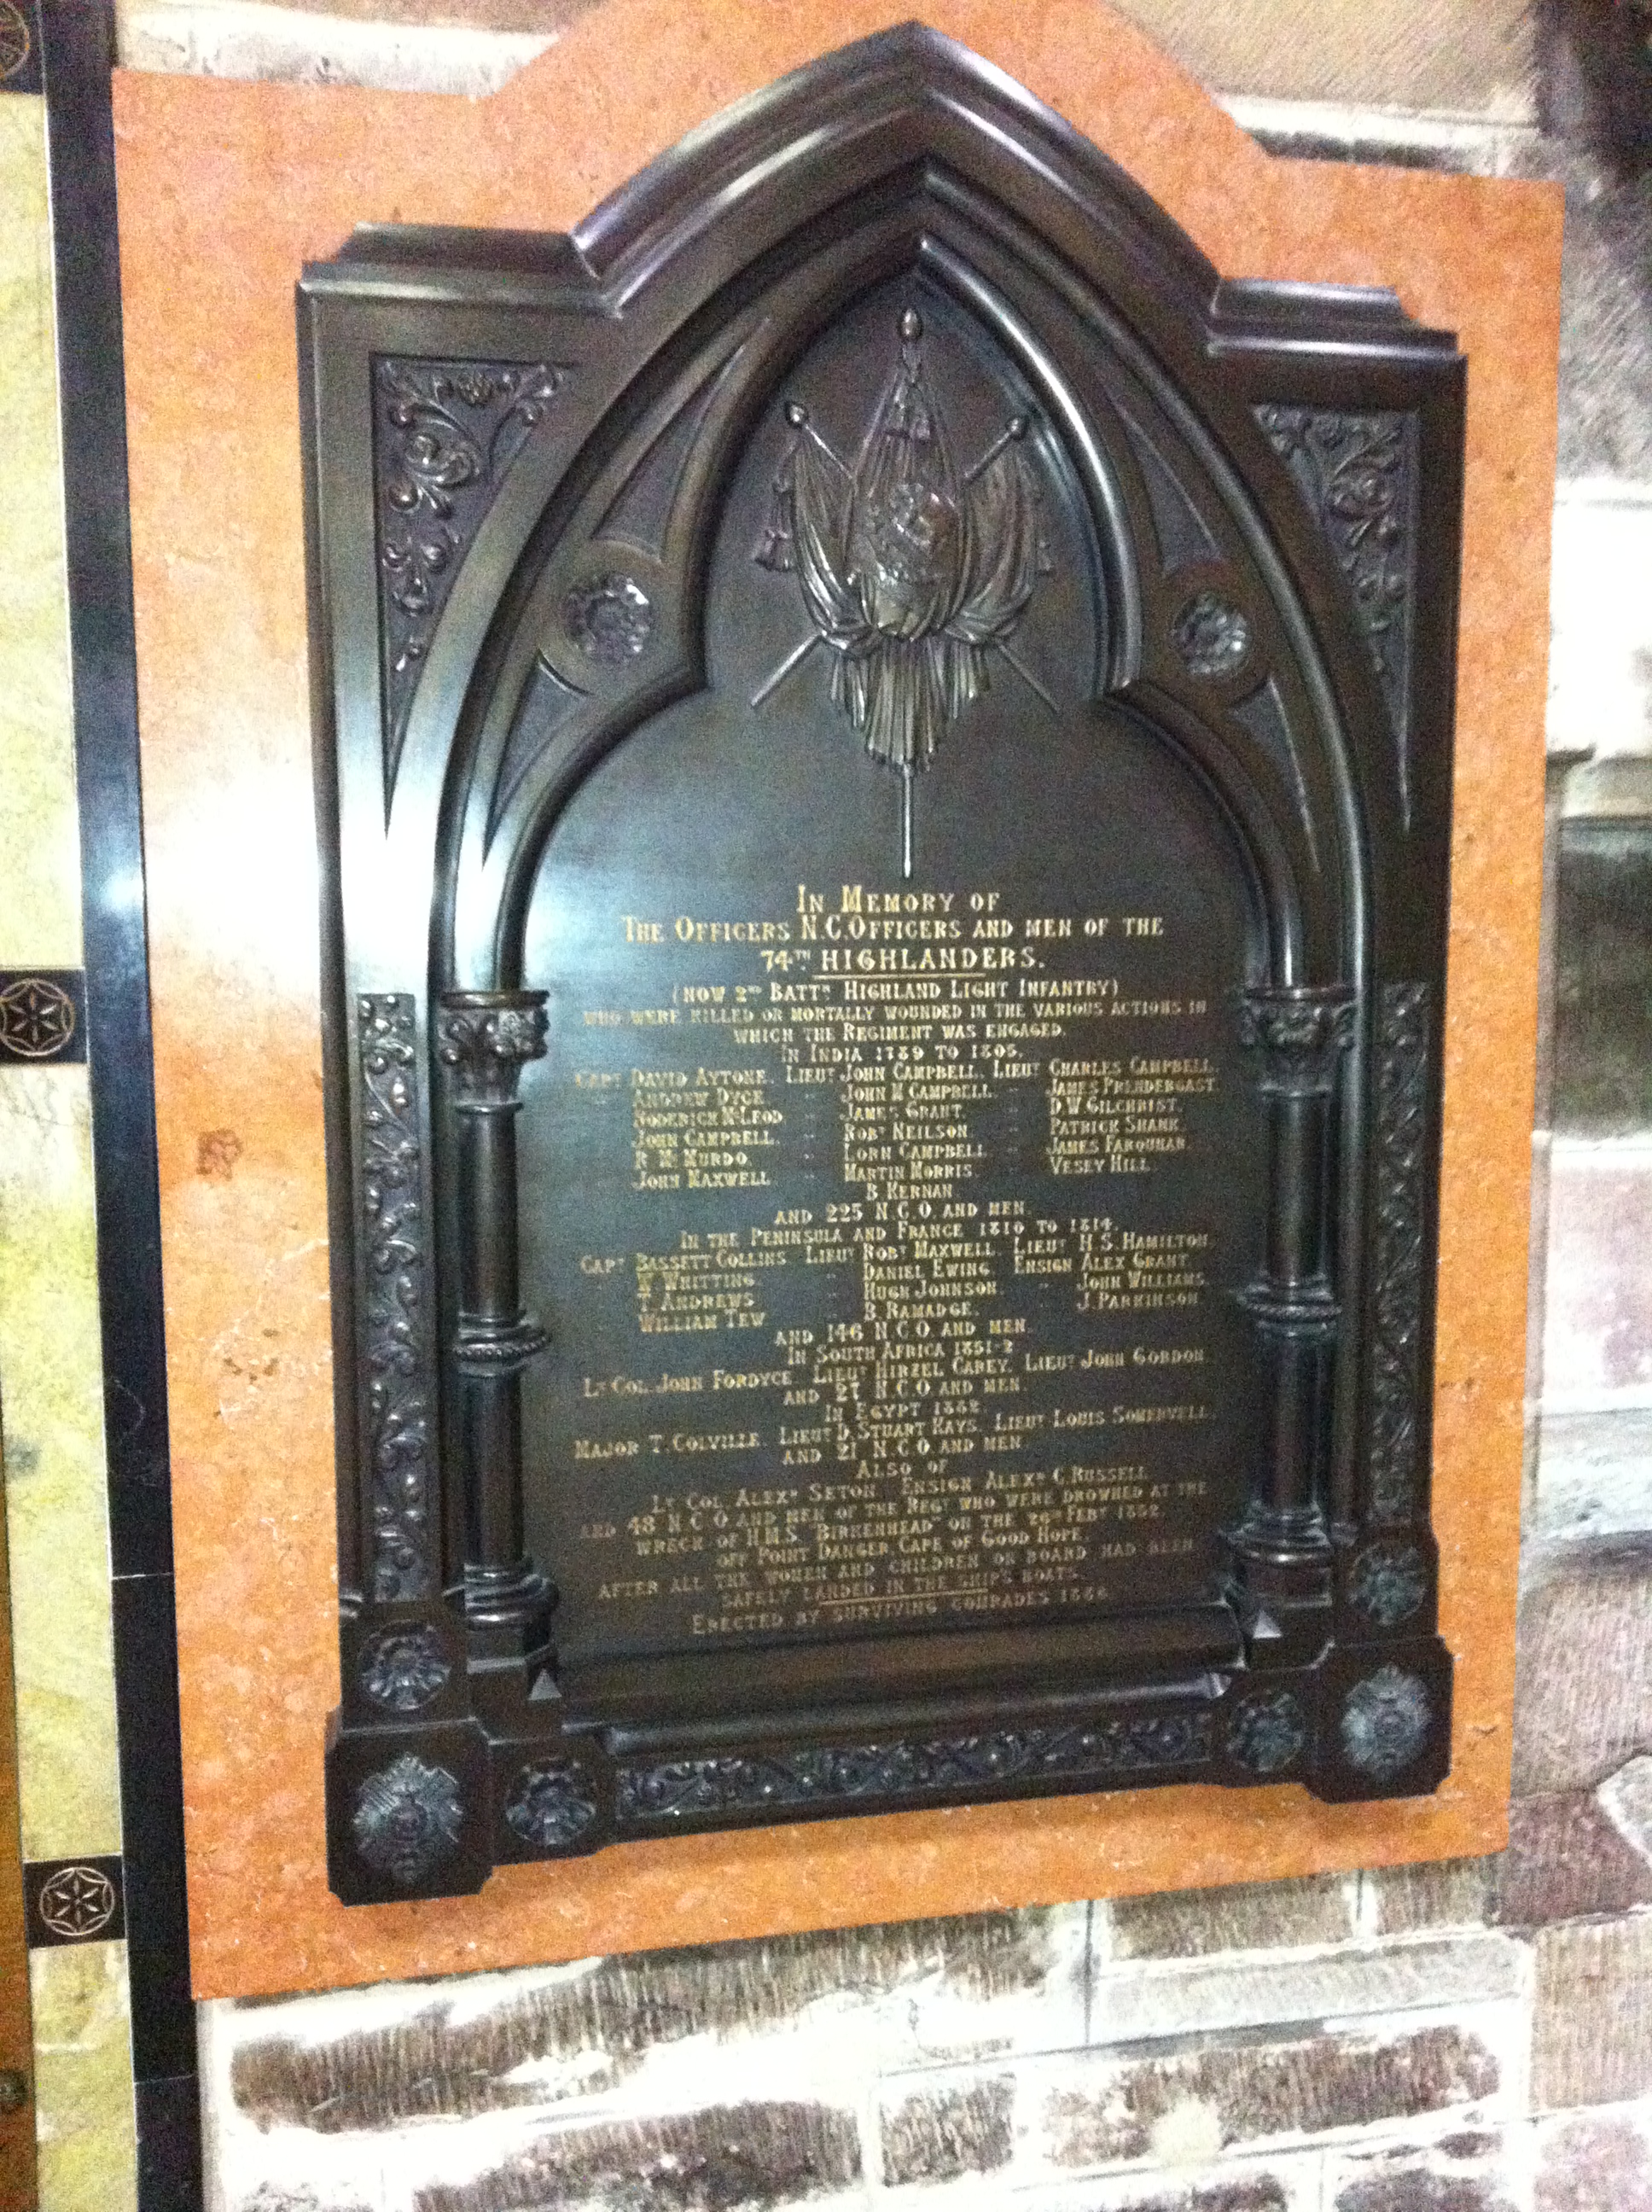 IN MEMORY OF
THE OFFICERS N.C.OFFICERS AND MEN OF THE
74TH HIGHLANDERS.
(NOW 2ND BATTN HIGHLAND LIGHT INFANTRY)
WHO WERE KILLED OR MORTALLY WOUNDED IN THE VARIOUS ACTIONS IN
WHICH THE REGIMENT WAS ENGAGED.
IN INDIA 1789 TO 1805.
CAPT DAVID AYTONE. LIEUT JOHN CAMPBELL. LIEUT CHARLES CAMPBELL.
ANDREW DYCE " JOHN M CAMPBELL. " JAMES PRENDERGAST.
RODERICK McLEOD " JAMES GRANT. " D.W. GILCHRIST.
JOHN CAMPBELL. " ROBT NEILSON " PATRICK SHANK.
R Mc MURDO " LORN CAMPBELL " JAMES FARQUHAR.
JOHN MAXWELL " MARTIN MORRIS " VESEY HILL
B. KERNAN
AND 225 N.C.O. AND MEN.
IN THE PENINSULA AND FRANCE 1810 TO 1814.
CAPT BASSETT COLLINS LIEUT ROBT MAXWELL. LIEUT H.S. HAMILTON.
W WHITTING. " DANIEL EWING. ENSIGN ALEX GRANT.
T. ANDREWS " HUGH JOHNSON " JOHN WILLIAMS.
WILLIAM TEW " B. RAMADGE. " J. PARKINSON.
AND 146 N.C.O. AND MEN.
IN SOUTH AFRICA 1851-2
LT COL. JOHN FORDYCE. LIEUT HIRZEL CAREY. LIEUT JOHN GORDON.
AND 27 N.C.O AND MEN.
IN EGYPT 1882.
MAJOR T. COLVILLE. LIEUT D. STUART KAYS. LIEUT LOUIS SOMERVELL.
AND 21 N.C.O. AND MEN.
ALSO OF
LT COL. ALEXR SETON. ENSIGN ALEXR C. RUSSELL
AND 48 N.C.O AND MEN OF THE REGT WHO WERE DROWNED AT THE
WRECK OF H.M.S. "BIRKENHEAD" ON THE 26TH FEBY 1852.
OFF POINT DANGER CAPE OF GOOD HOPE.
AFTER ALL THE WOMEN AND CHILDREN ON BOARD HAD BEEN
SAFELY LANDED IN THE SHIP'S BOATS.
ERECTED BY SURVIVING COMRADES